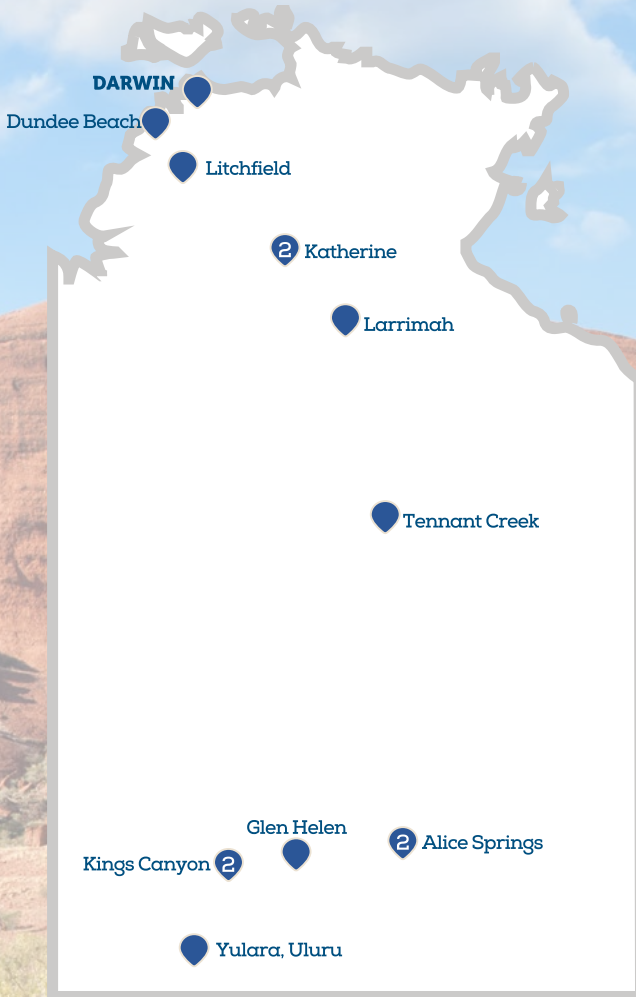 DARWIN
Dundee Beach
Litchfield
2 Katherine
Larrimah
Tennant Creek
Glen Helen
2 Alice Springs
Kings Canyon 2
Yulara, Uluru